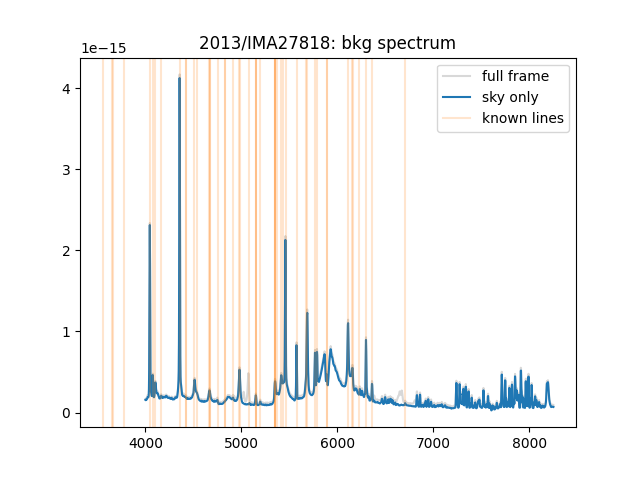 2013/IMA27818: bkg spectrum
1e−15
full frame
sky only
known lines
4
3
2
1
0
4000 5000 6000 7000 8000